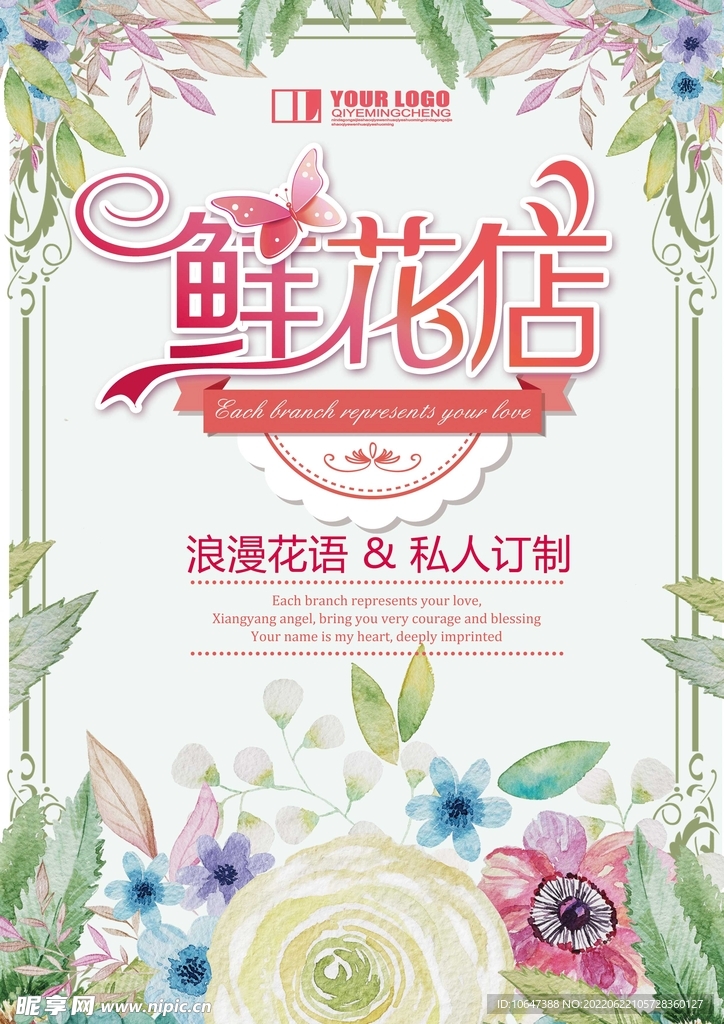 YOUR LOGO
QIYEMINGCHENG
鲜花店
Each branch represents your love
浪漫花语 & 私人订制
Each branch represents your love,
Xiangyang angel, bring you very courage and blessing
Your name is my heart, deeply imprinted
昵享网 www.nipic.cn
ID:10647388 NO:20220622105728360127